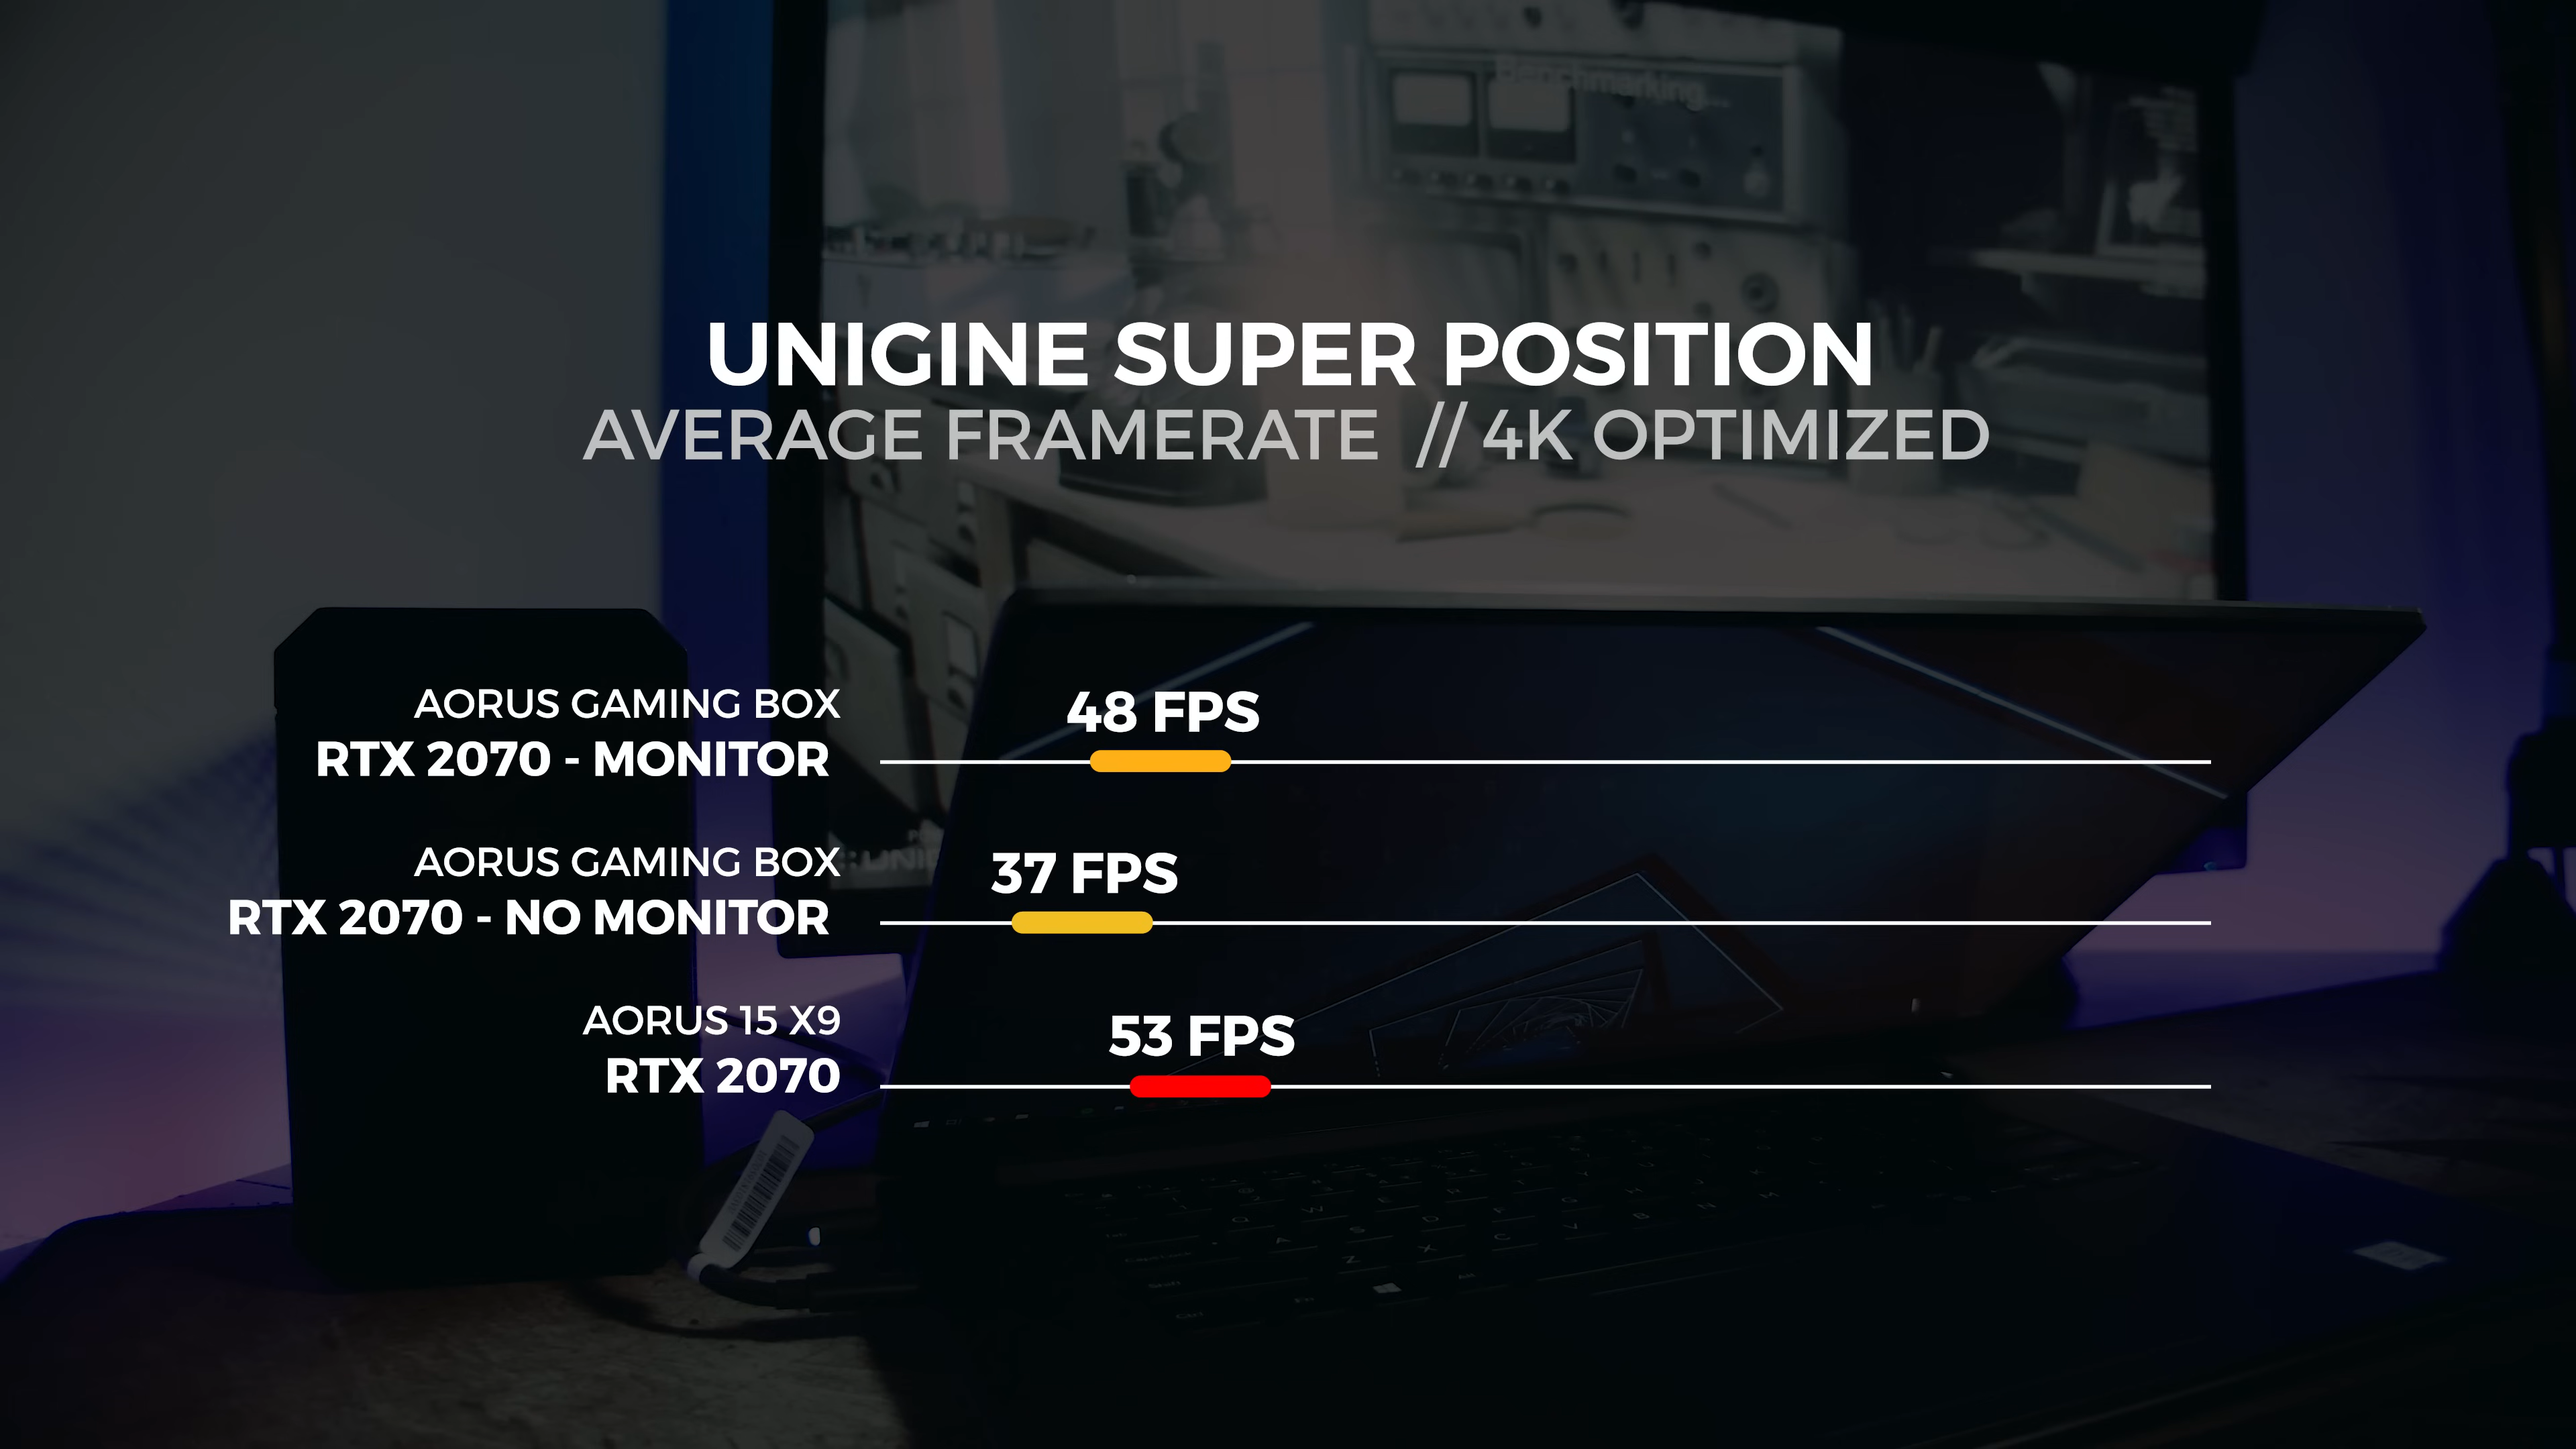 Benchmarking...
UNIGINE SUPER POSITION
AVERAGE FRAMERATE // 4K OPTIMIZED
AORUS GAMING BOX
RTX 2070 - MONITOR
48 FPS
AORUS GAMING BOX
RTX 2070 - NO MONITOR
37 FPS
AORUS 15 X9
RTX 2070
53 FPS